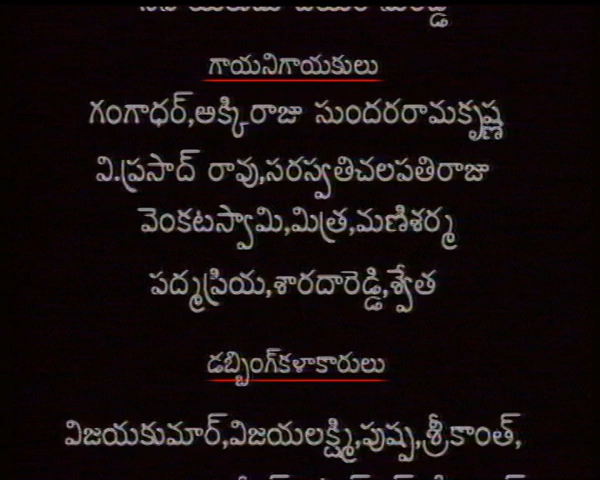 గాయనిగాయకులు
గంగాధర్,అక్కిరాజు సుందరరామకృష్ణ
వి.ప్రసాద్ రావు,సరస్వతిచలపతిరాజు
వెంకటస్వామి,మిత్ర,మణిశర్మ
పద్మప్రియ,శారదారెడ్డి,శ్వేత
డబ్బింగ్‌కళాకారులు
విజయకుమార్,విజయలక్ష్మి,పుష్ప,శ్రీకాంత్,